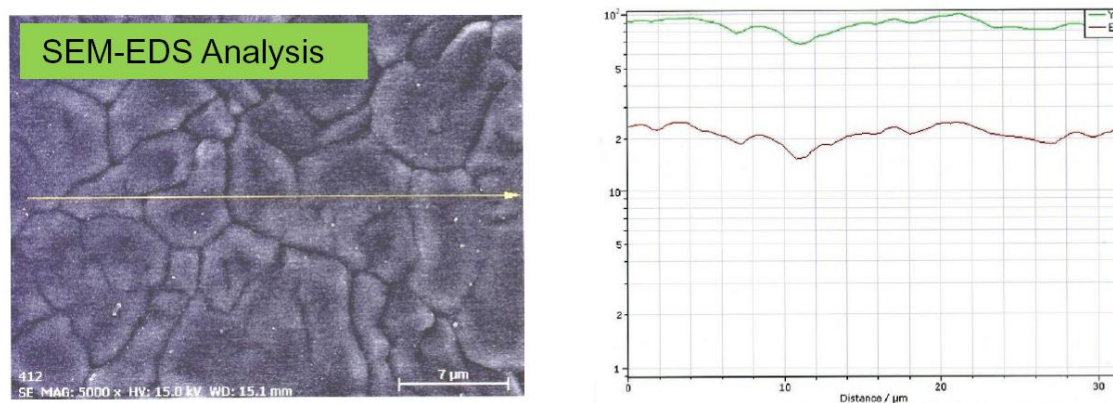 SEM-EDS Analysis
412
SE MAG: 5000 x HV: 15.0 kV WD: 15.1 mm
7 µm
10²
5
2
10
5
2
1
0
10
20
30
Distance / µm
Y
E